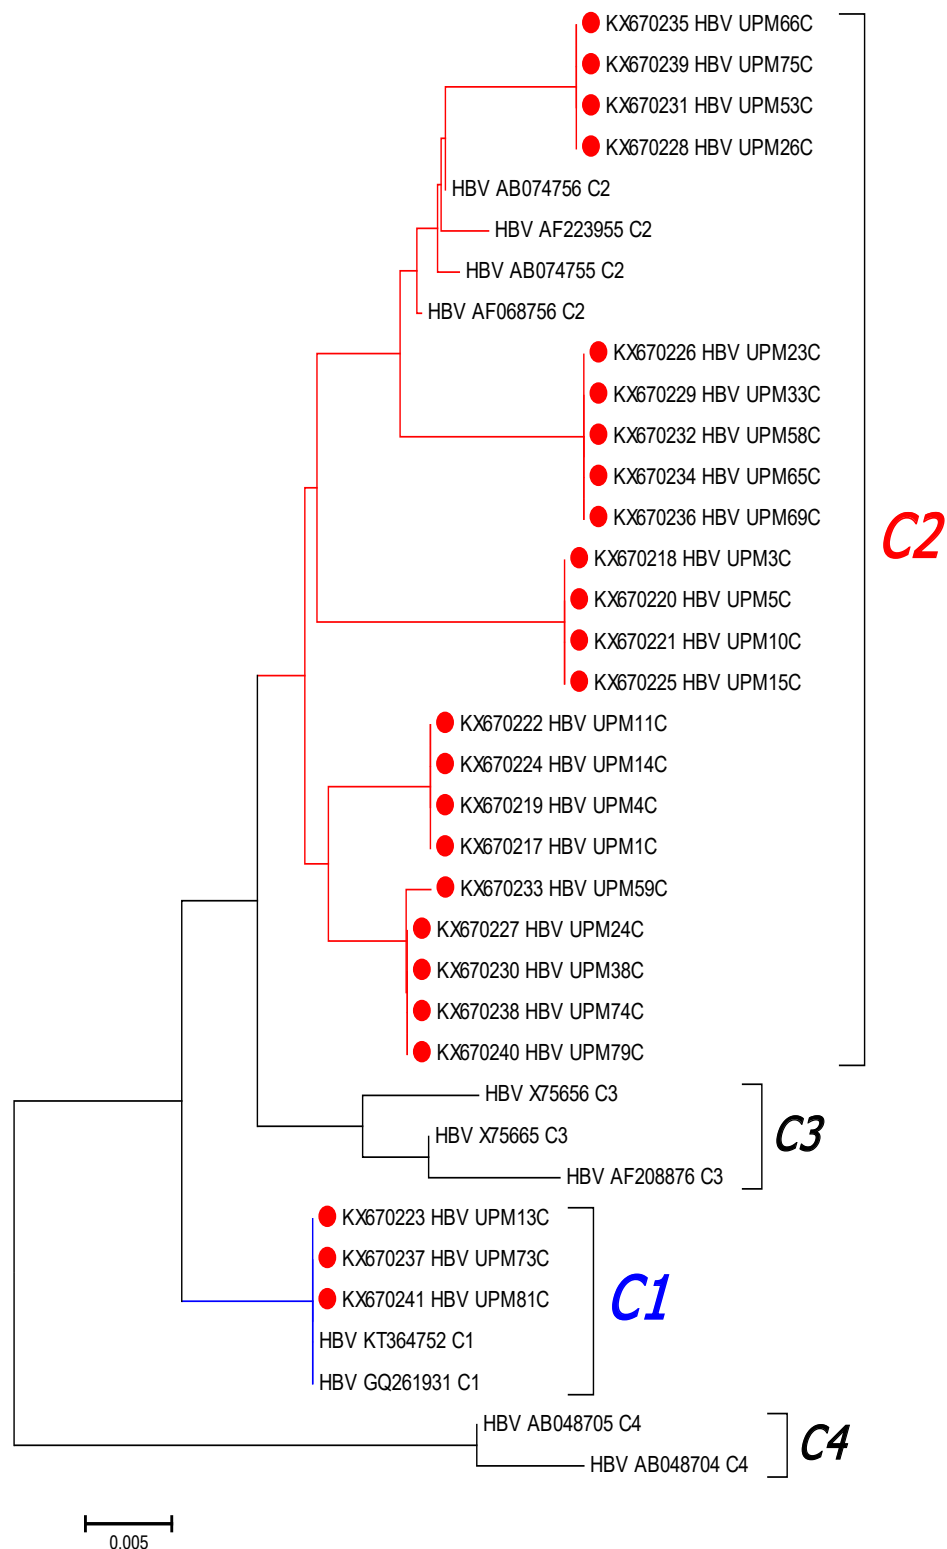 KX670235 HBV UPM66C
KX670239 HBV UPM75C
KX670231 HBV UPM53C
KX670228 HBV UPM26C
HBV AB074756 C2
HBV AF223955 C2
HBV AB074755 C2
HBV AF068756 C2
KX670226 HBV UPM23C
KX670229 HBV UPM33C
KX670232 HBV UPM58C
KX670234 HBV UPM65C
KX670236 HBV UPM69C
C2
KX670218 HBV UPM3C
KX670220 HBV UPM5C
KX670221 HBV UPM10C
KX670225 HBV UPM15C
KX670222 HBV UPM11C
KX670224 HBV UPM14C
KX670219 HBV UPM4C
KX670217 HBV UPM1C
KX670233 HBV UPM59C
KX670227 HBV UPM24C
KX670230 HBV UPM38C
KX670238 HBV UPM74C
KX670240 HBV UPM79C
HBV X75656 C3
HBV X75665 C3
C3
HBV AF208876 C3
KX670223 HBV UPM13C
KX670237 HBV UPM73C
KX670241 HBV UPM81C
C1
HBV KT364752 C1
HBV GQ261931 C1
HBV AB048705 C4
C4
HBV AB048704 C4
0.005